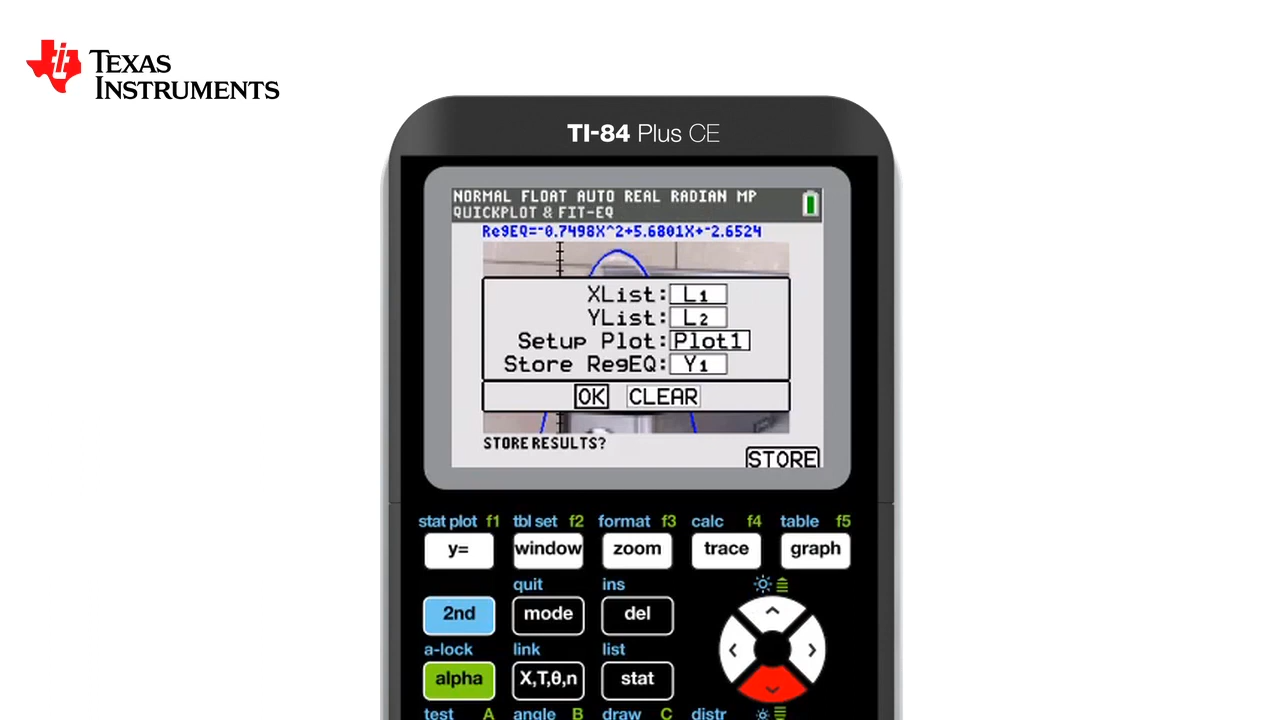 TEXAS
INSTRUMENTS
TI-84 Plus CE
NORMAL FLOAT AUTO REAL RADIAN MP
QUICKPLOT & FIT-EQ
RegEQ=-0.7498X^2+5.6801X+-2.6524
XList: L1
YList: L2
Setup Plot: Plot1
Store RegEQ: Y1
OK CLEAR
STORE RESULTS?
STORE
stat plot f1 tbl set f2 format f3 calc f4 table f5
y= window zoom trace graph
quit ins
2nd mode del
a-lock link list
alpha X,T,θ,n stat
test A angle B draw C distr